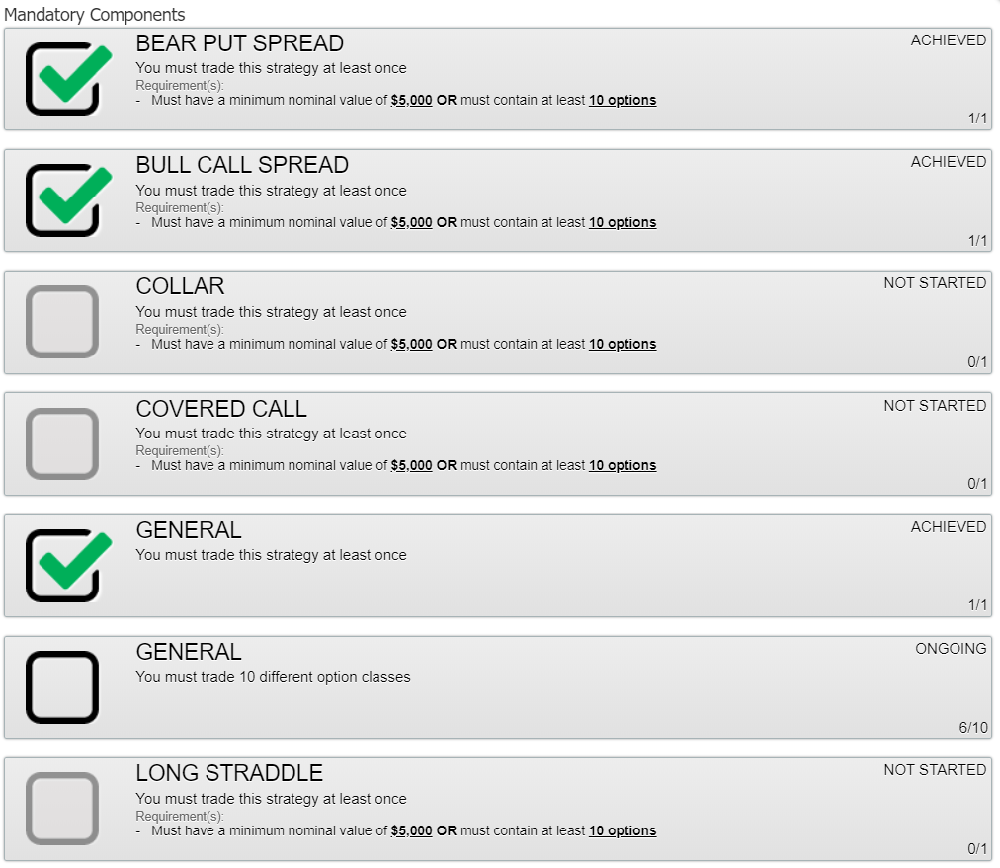 Mandatory Components
BEAR PUT SPREAD
ACHIEVED
You must trade this strategy at least once
Requirement(s):
- Must have a minimum nominal value of $5,000 OR must contain at least 10 options
1/1
BULL CALL SPREAD
ACHIEVED
You must trade this strategy at least once
Requirement(s):
- Must have a minimum nominal value of $5,000 OR must contain at least 10 options
1/1
COLLAR
NOT STARTED
You must trade this strategy at least once
Requirement(s):
- Must have a minimum nominal value of $5,000 OR must contain at least 10 options
0/1
COVERED CALL
NOT STARTED
You must trade this strategy at least once
Requirement(s):
- Must have a minimum nominal value of $5,000 OR must contain at least 10 options
0/1
GENERAL
ACHIEVED
You must trade this strategy at least once
1/1
GENERAL
ONGOING
You must trade 10 different option classes
6/10
LONG STRADDLE
NOT STARTED
You must trade this strategy at least once
Requirement(s):
- Must have a minimum nominal value of $5,000 OR must contain at least 10 options
0/1